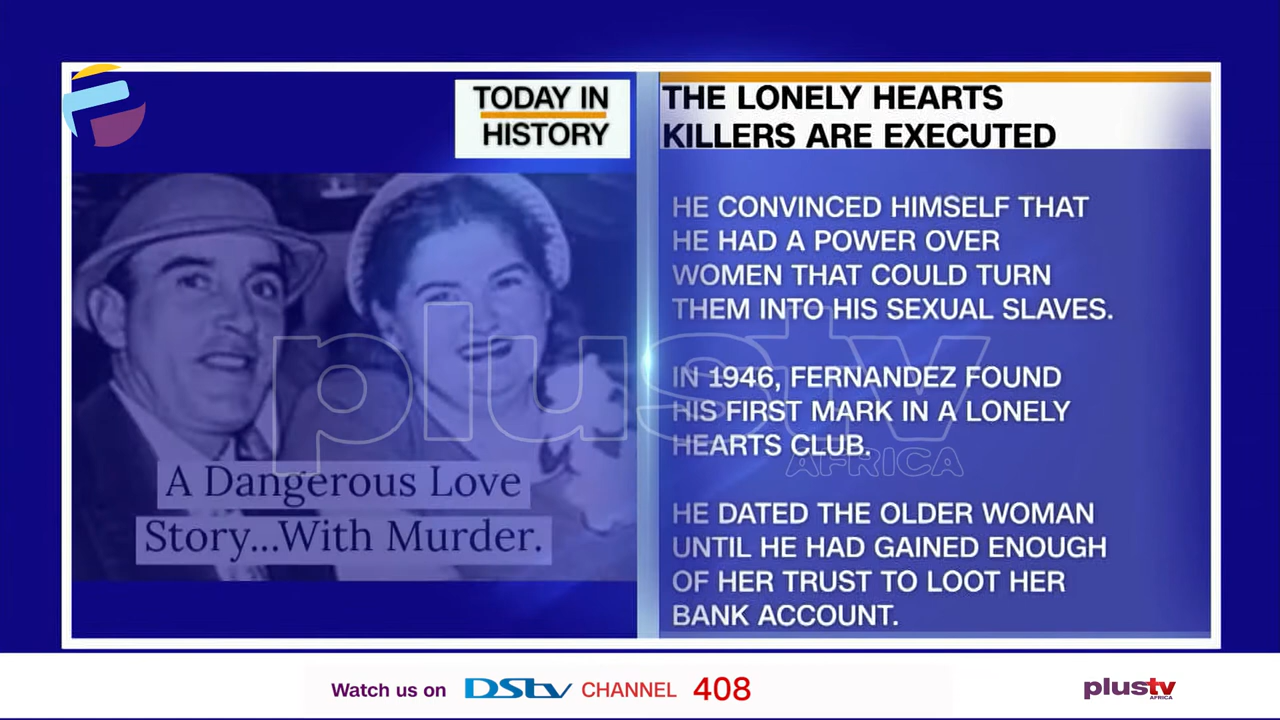 TODAY IN
HISTORY
THE LONELY HEARTS
KILLERS ARE EXECUTED
HE CONVINCED HIMSELF THAT
HE HAD A POWER OVER
WOMEN THAT COULD TURN
THEM INTO HIS SEXUAL SLAVES.
IN 1946, FERNANDEZ FOUND
HIS FIRST MARK IN A LONELY
HEARTS CLUB.
HE DATED THE OLDER WOMAN
UNTIL HE HAD GAINED ENOUGH
OF HER TRUST TO LOOT HER
BANK ACCOUNT.
A Dangerous Love
Story...With Murder.
plustv
AFRICA
Watch us on DStv CHANNEL 408
plustv
AFRICA